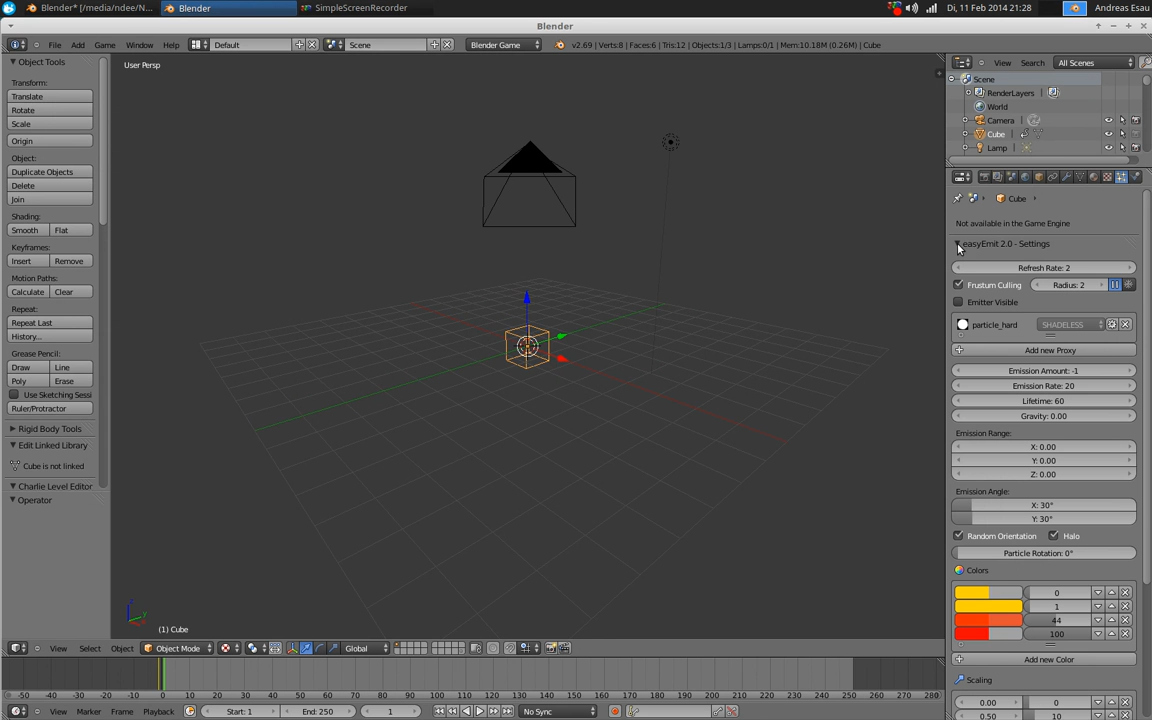 Blender* [/media/ndee/N... Blender SimpleScreenRecorder Di, 11 Feb 2014 21:28 Andreas Esau
Blender
File Add Game Window Help Default Scene Blender Game v2.69 | Verts:8 | Faces:6 | Tris:12 | Objects:1/3 | Lamps:0/1 | Mem:10.18M (0.26M) | Cube
Object Tools
Transform:
Translate
Rotate
Scale
Origin
Object:
Duplicate Objects
Delete
Join
Shading:
Smooth Flat
Keyframes:
Insert Remove
Motion Paths:
Calculate Clear
Repeat:
Repeat Last
History...
Grease Pencil:
Draw Line
Poly Erase
Use Sketching Sessi
Ruler/Protractor
Rigid Body Tools
Edit Linked Library
Cube is not linked
Charlie Level Editor
Operator
User Persp
z
y
(1) Cube
View Search All Scenes
Scene
RenderLayers
World
Camera
Cube
Lamp
Cube
Not available in the Game Engine
easyEmit 2.0 - Settings
Refresh Rate: 2
Frustum Culling Radius: 2
Emitter Visible
particle_hard SHADELESS
Add new Proxy
Emission Amount: -1
Emission Rate: 20
Lifetime: 60
Gravity: 0.00
Emission Range:
X: 0.00
Y: 0.00
Z: 0.00
Emission Angle:
X: 30°
Y: 30°
Random Orientation Halo
Particle Rotation: 0°
Colors
0
1
44
100
Add new Color
Scaling
0.00 0
0.50 10
View Select Object Object Mode Global
-50 -40 -30 -20 -10 0 10 20 30 40 50 60 70 80 90 100 110 120 130 140 150 160 170 180 190 200 210 220 230 240 250 260 270 280
View Marker Frame Playback Start: 1 End: 250 1 No Sync